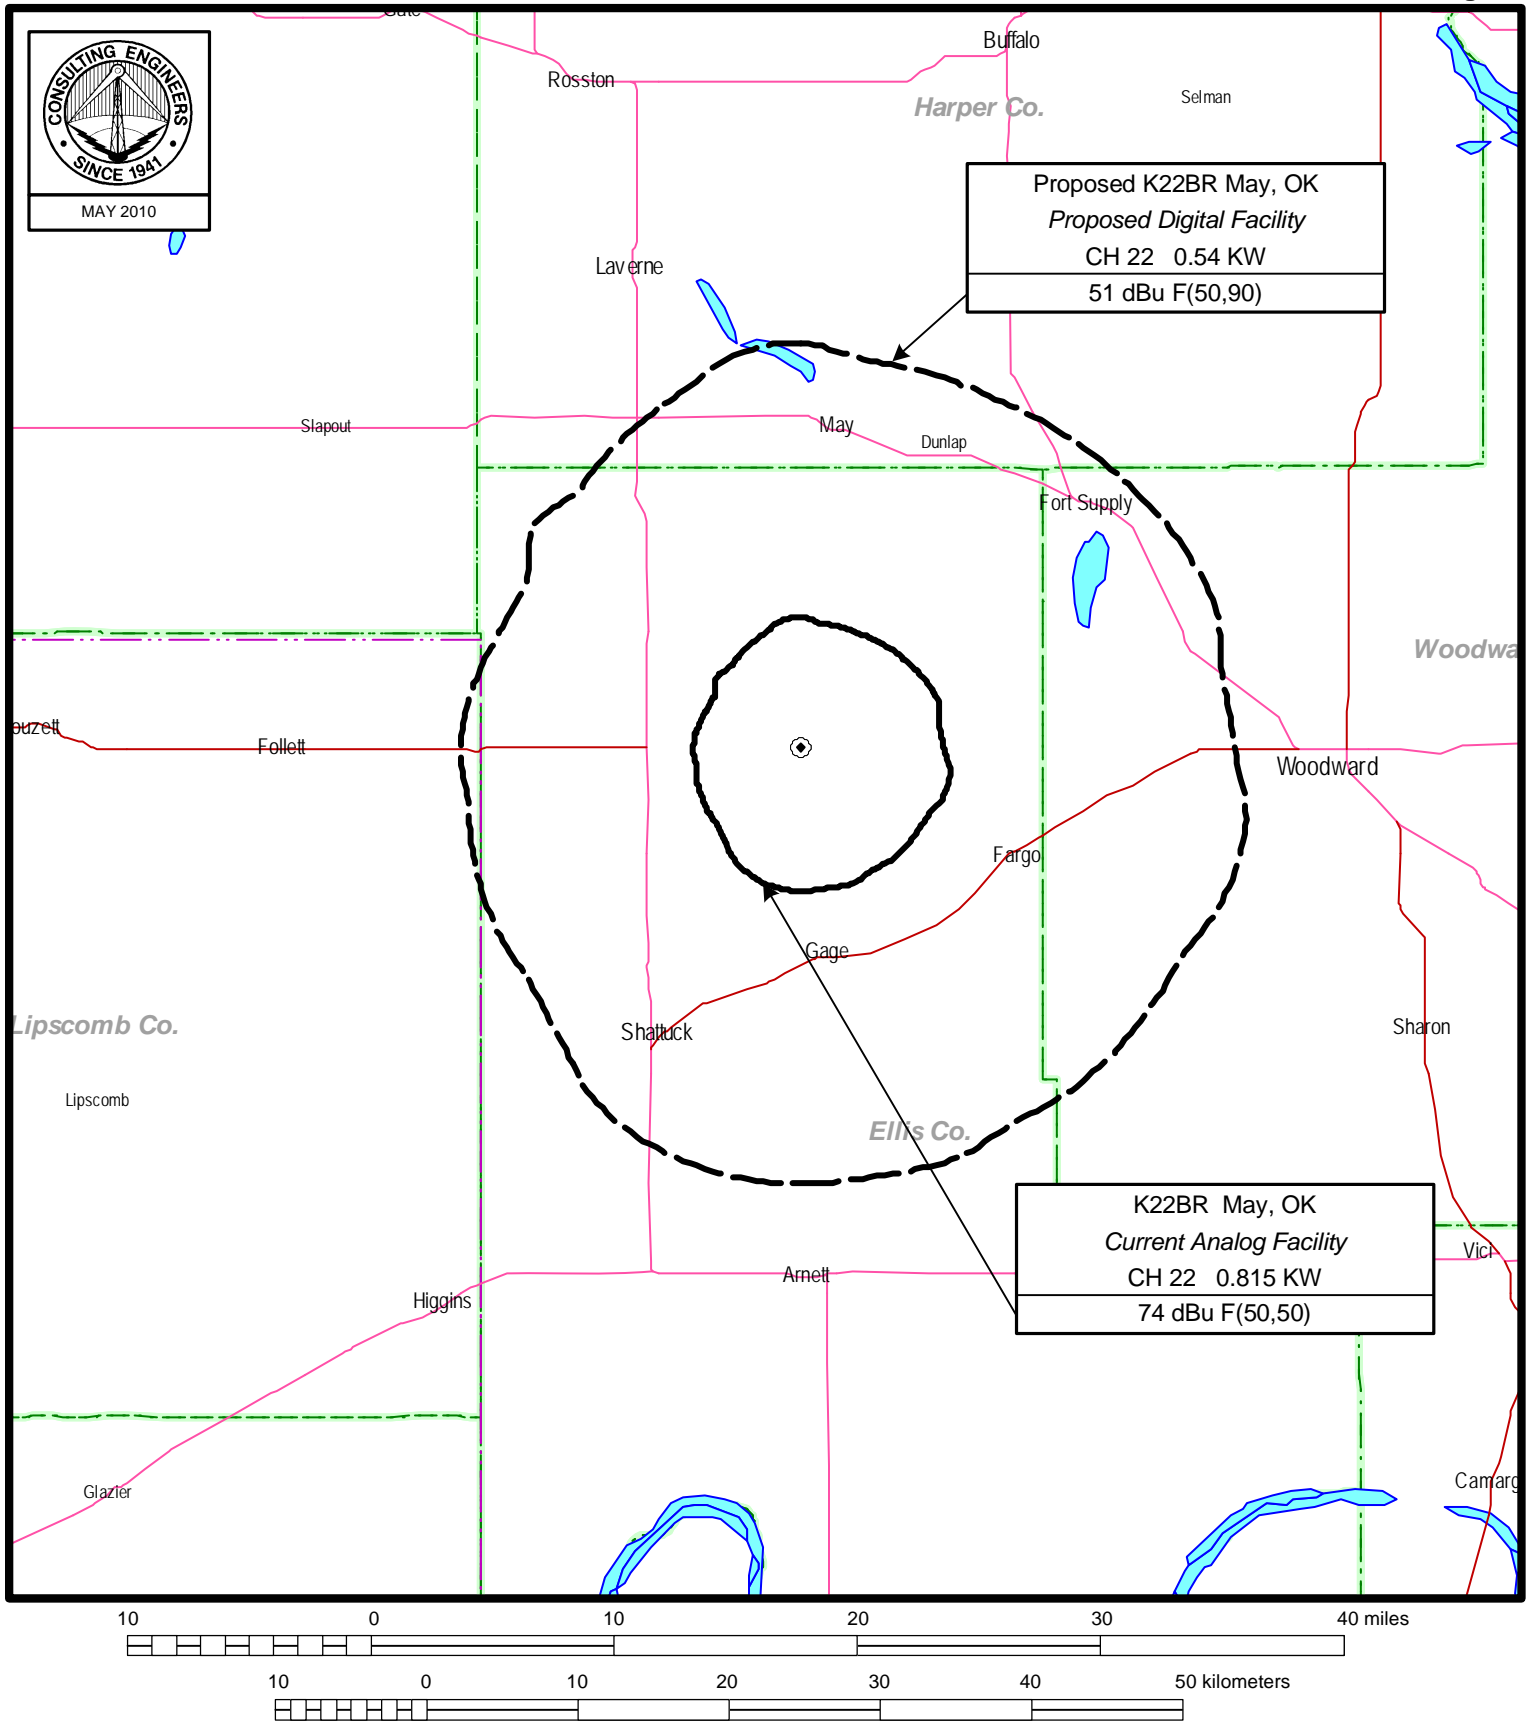 Gate
Buffalo
CONSULTING ENGINEERS
• SINCE 1941 •
MAY 2010
Rosston
Harper Co.
Selman
Proposed K22BR May, OK
Proposed Digital Facility
CH 22 0.54 KW
51 dBu F(50,90)
Laverne
Slapout
May
Dunlap
Fort Supply
Woodwa
ouzett
Follett
Woodward
Fargo
Gage
Shattuck
Lipscomb Co.
Sharon
Lipscomb
Ellis Co.
K22BR May, OK
Current Analog Facility
CH 22 0.815 KW
74 dBu F(50,50)
Vici
Arnett
Higgins
Glazier
Camarg
10 0 10 20 30 40 miles
10 0 10 20 30 40 50 kilometers